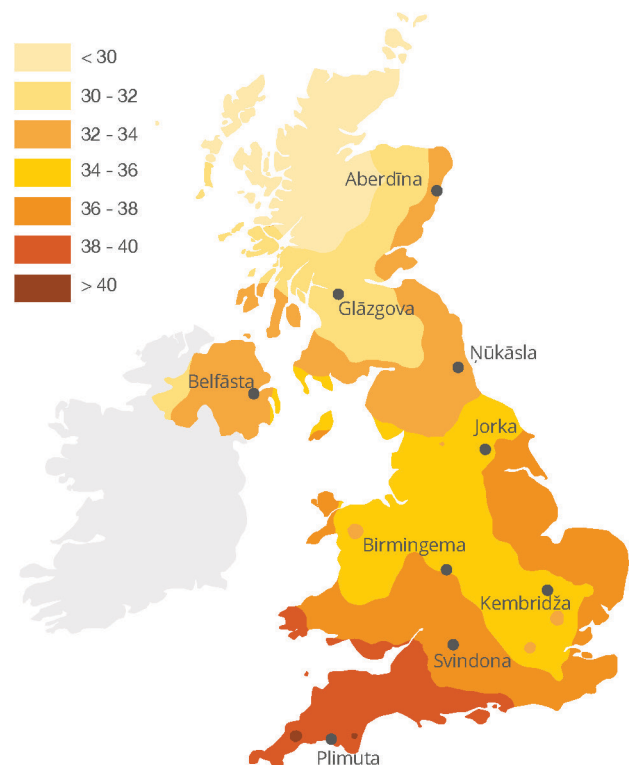 < 30
30 - 32
32 - 34
34 - 36
36 - 38
38 - 40
> 40
Aberdīna
Glāzgova
Ņūkāsla
Belfāsta
Jorka
Birmingema
Kembridža
Svindona
Plimuta